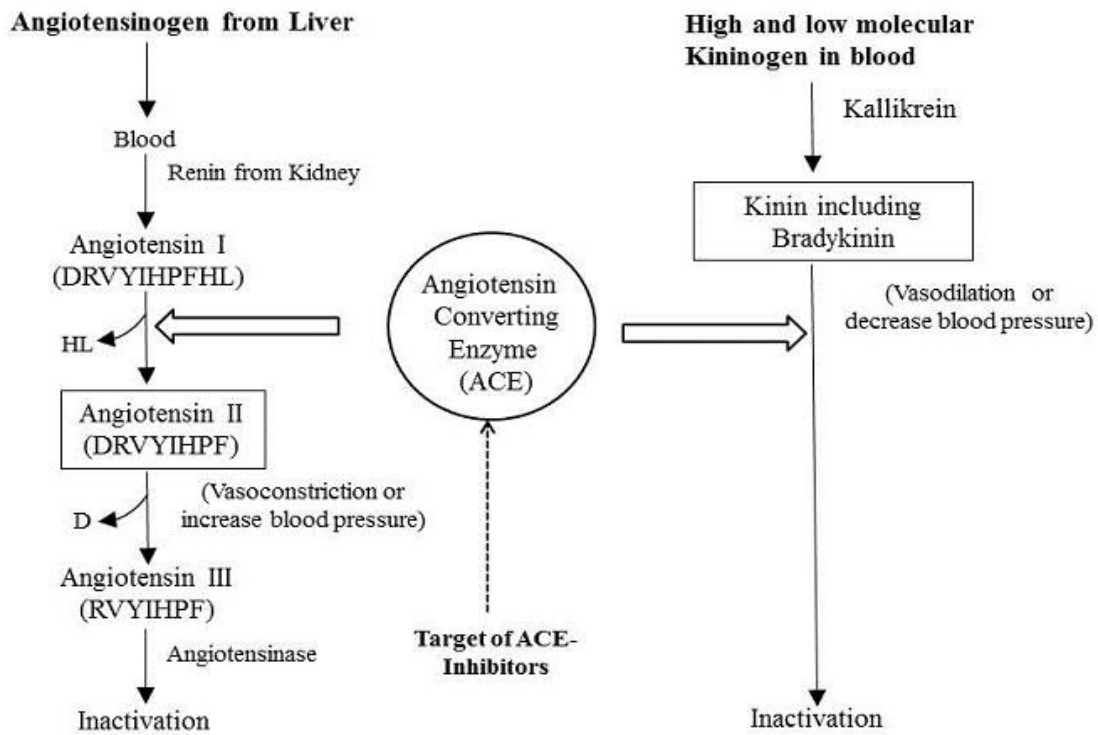 Angiotensinogen from Liver
Blood
Renin from Kidney
Angiotensin I
(DRVYIHPFHL)
HL
Angiotensin II
(DRVYIHPF)
(Vasoconstriction or
increase blood pressure)
D
Angiotensin III
(RVYIHPF)
Angiotensinase
Inactivation
Angiotensin
Converting
Enzyme
(ACE)
Target of ACE-
Inhibitors
High and low molecular
Kininogen in blood
Kallikrein
Kinin including
Bradykinin
(Vasodilation or
decrease blood pressure)
Inactivation